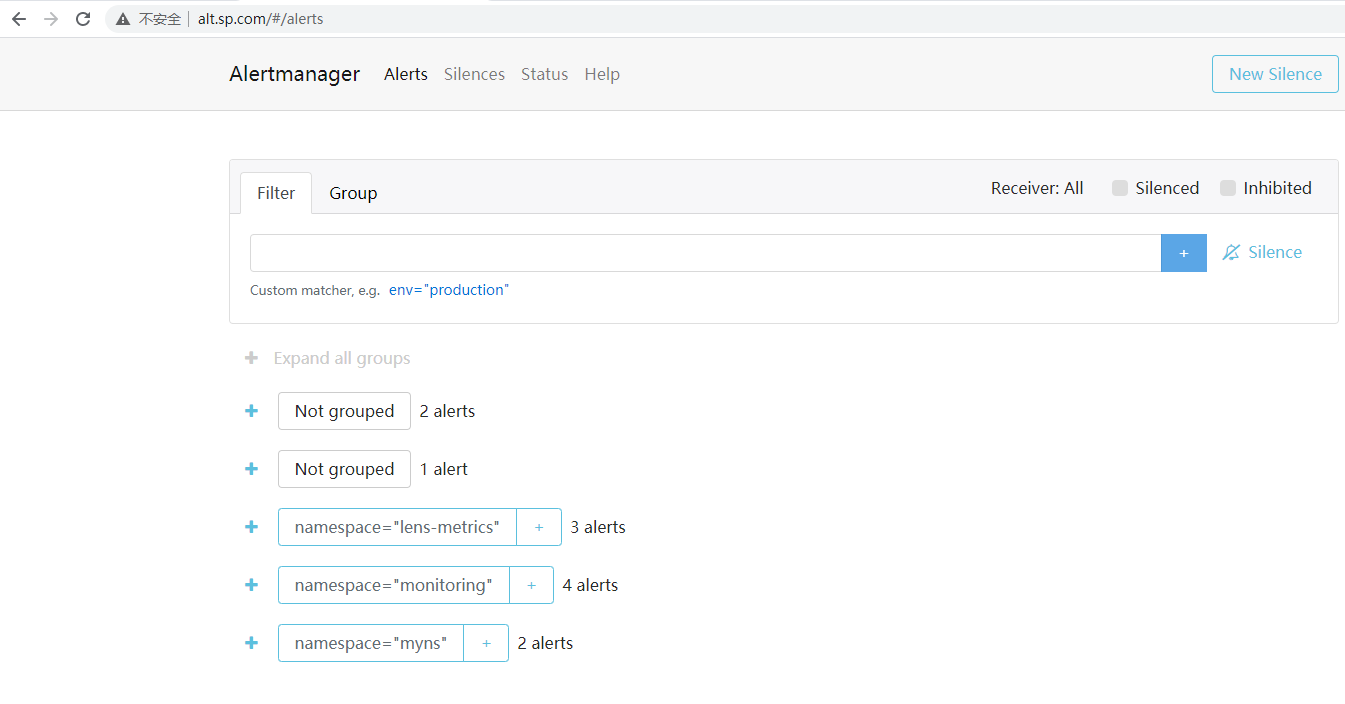 不安全 alt.sp.com/#/alerts
Alertmanager Alerts Silences Status Help New Silence
Filter Group Receiver: All Silenced Inhibited
+ Silence
Custom matcher, e.g. env="production"
+ Expand all groups
+ Not grouped 2 alerts
+ Not grouped 1 alert
+ namespace="lens-metrics" + 3 alerts
+ namespace="monitoring" + 4 alerts
+ namespace="myns" + 2 alerts